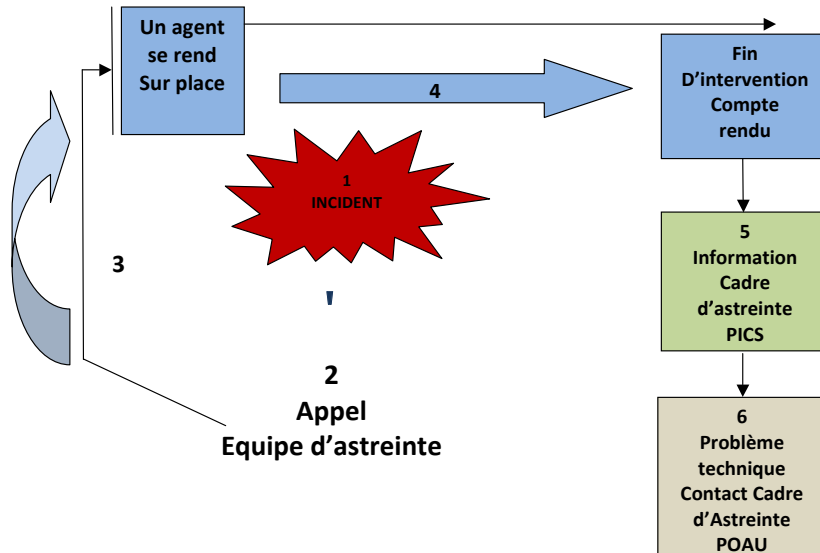 Un agent
se rend
Sur place
4
Fin
D'intervention
Compte
rendu
1
INCIDENT
3
'
2
Appel
Equipe d'astreinte
5
Information
Cadre
d'astreinte
PICS
6
Problème
technique
Contact Cadre
d'Astreinte
POAU